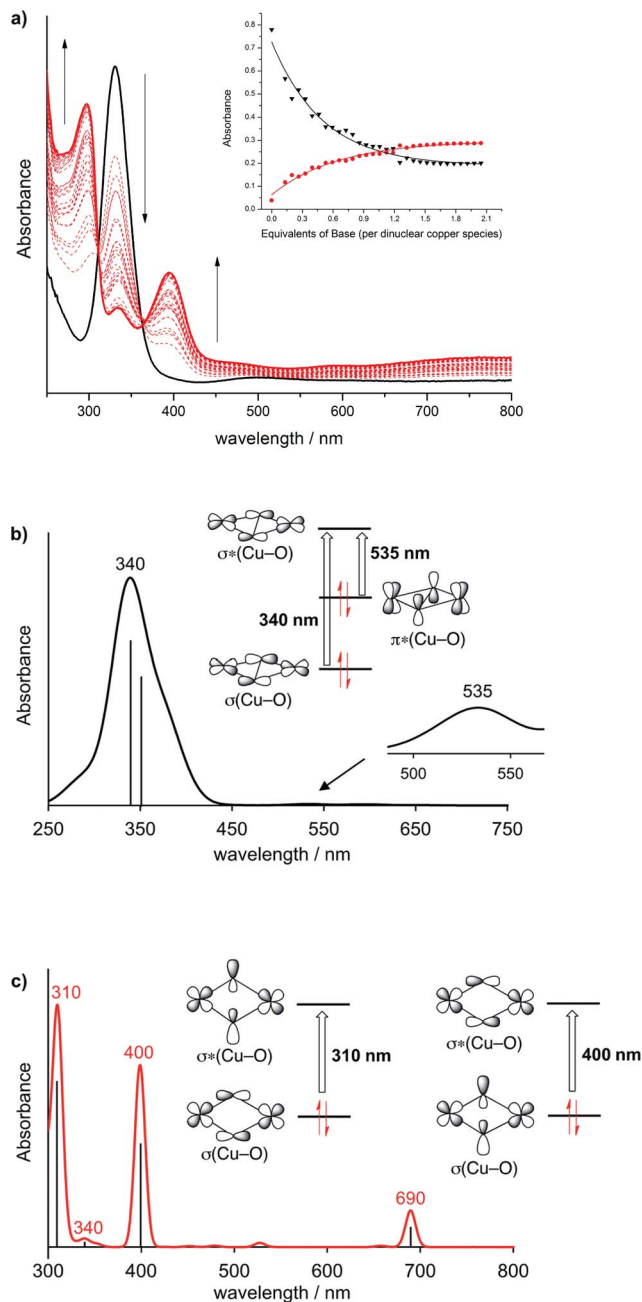 a)
0.8
0.7
0.6
0.5
0.4
0.3
0.2
0.1
0.0
Absorbance
0.0 0.3 0.6 0.9 1.2 1.5 1.8 2.1
Equivalents of Base (per dinuclear copper species)
Absorbance
300 400 500 600 700 800
wavelength / nm
b)
340
σ*(Cu–O)
535 nm
340 nm
π*(Cu–O)
σ(Cu–O)
535
500 550
Absorbance
250 350 450 550 650 750
wavelength / nm
c)
310
400
σ*(Cu–O)
310 nm
σ(Cu–O)
σ*(Cu–O)
400 nm
σ(Cu–O)
340
690
Absorbance
300 400 500 600 700 800
wavelength / nm